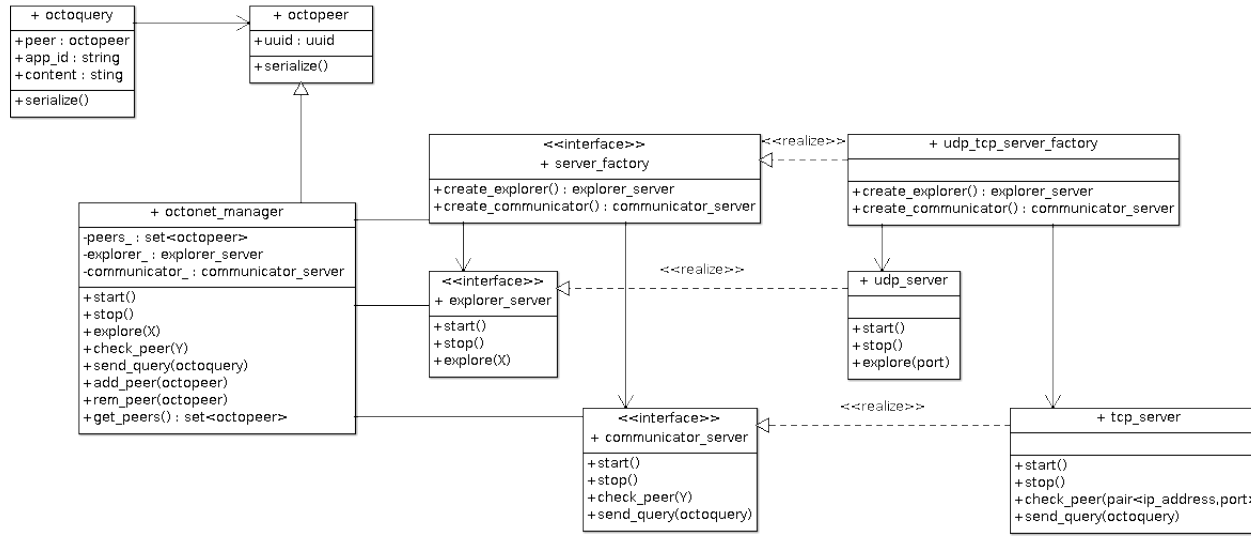 + octoquery
+peer : octopeer
+app_id : string
+content : sting
+serialize()
+ octopeer
+uuid : uuid
+serialize()
<<interface>>
+ server_factory
+create_explorer() : explorer_server
+create_communicator() : communicator_server
<<realize>>
+ udp_tcp_server_factory
+create_explorer() : explorer_server
+create_communicator() : communicator_server
+ octonet_manager
-peers_ : set<octopeer>
-explorer_ : explorer_server
-communicator_ : communicator_server
+start()
+stop()
+explore(X)
+check_peer(Y)
+send_query(octoquery)
+add_peer(octopeer)
+rem_peer(octopeer)
+get_peers() : set<octopeer>
<<interface>>
+ explorer_server
+start()
+stop()
+explore(X)
<<realize>>
+ udp_server
+start()
+stop()
+explore(port)
<<interface>>
+ communicator_server
+start()
+stop()
+check_peer(Y)
+send_query(octoquery)
<<realize>>
+ tcp_server
+start()
+stop()
+check_peer(pair<ip_address,port>
+send_query(octoquery)